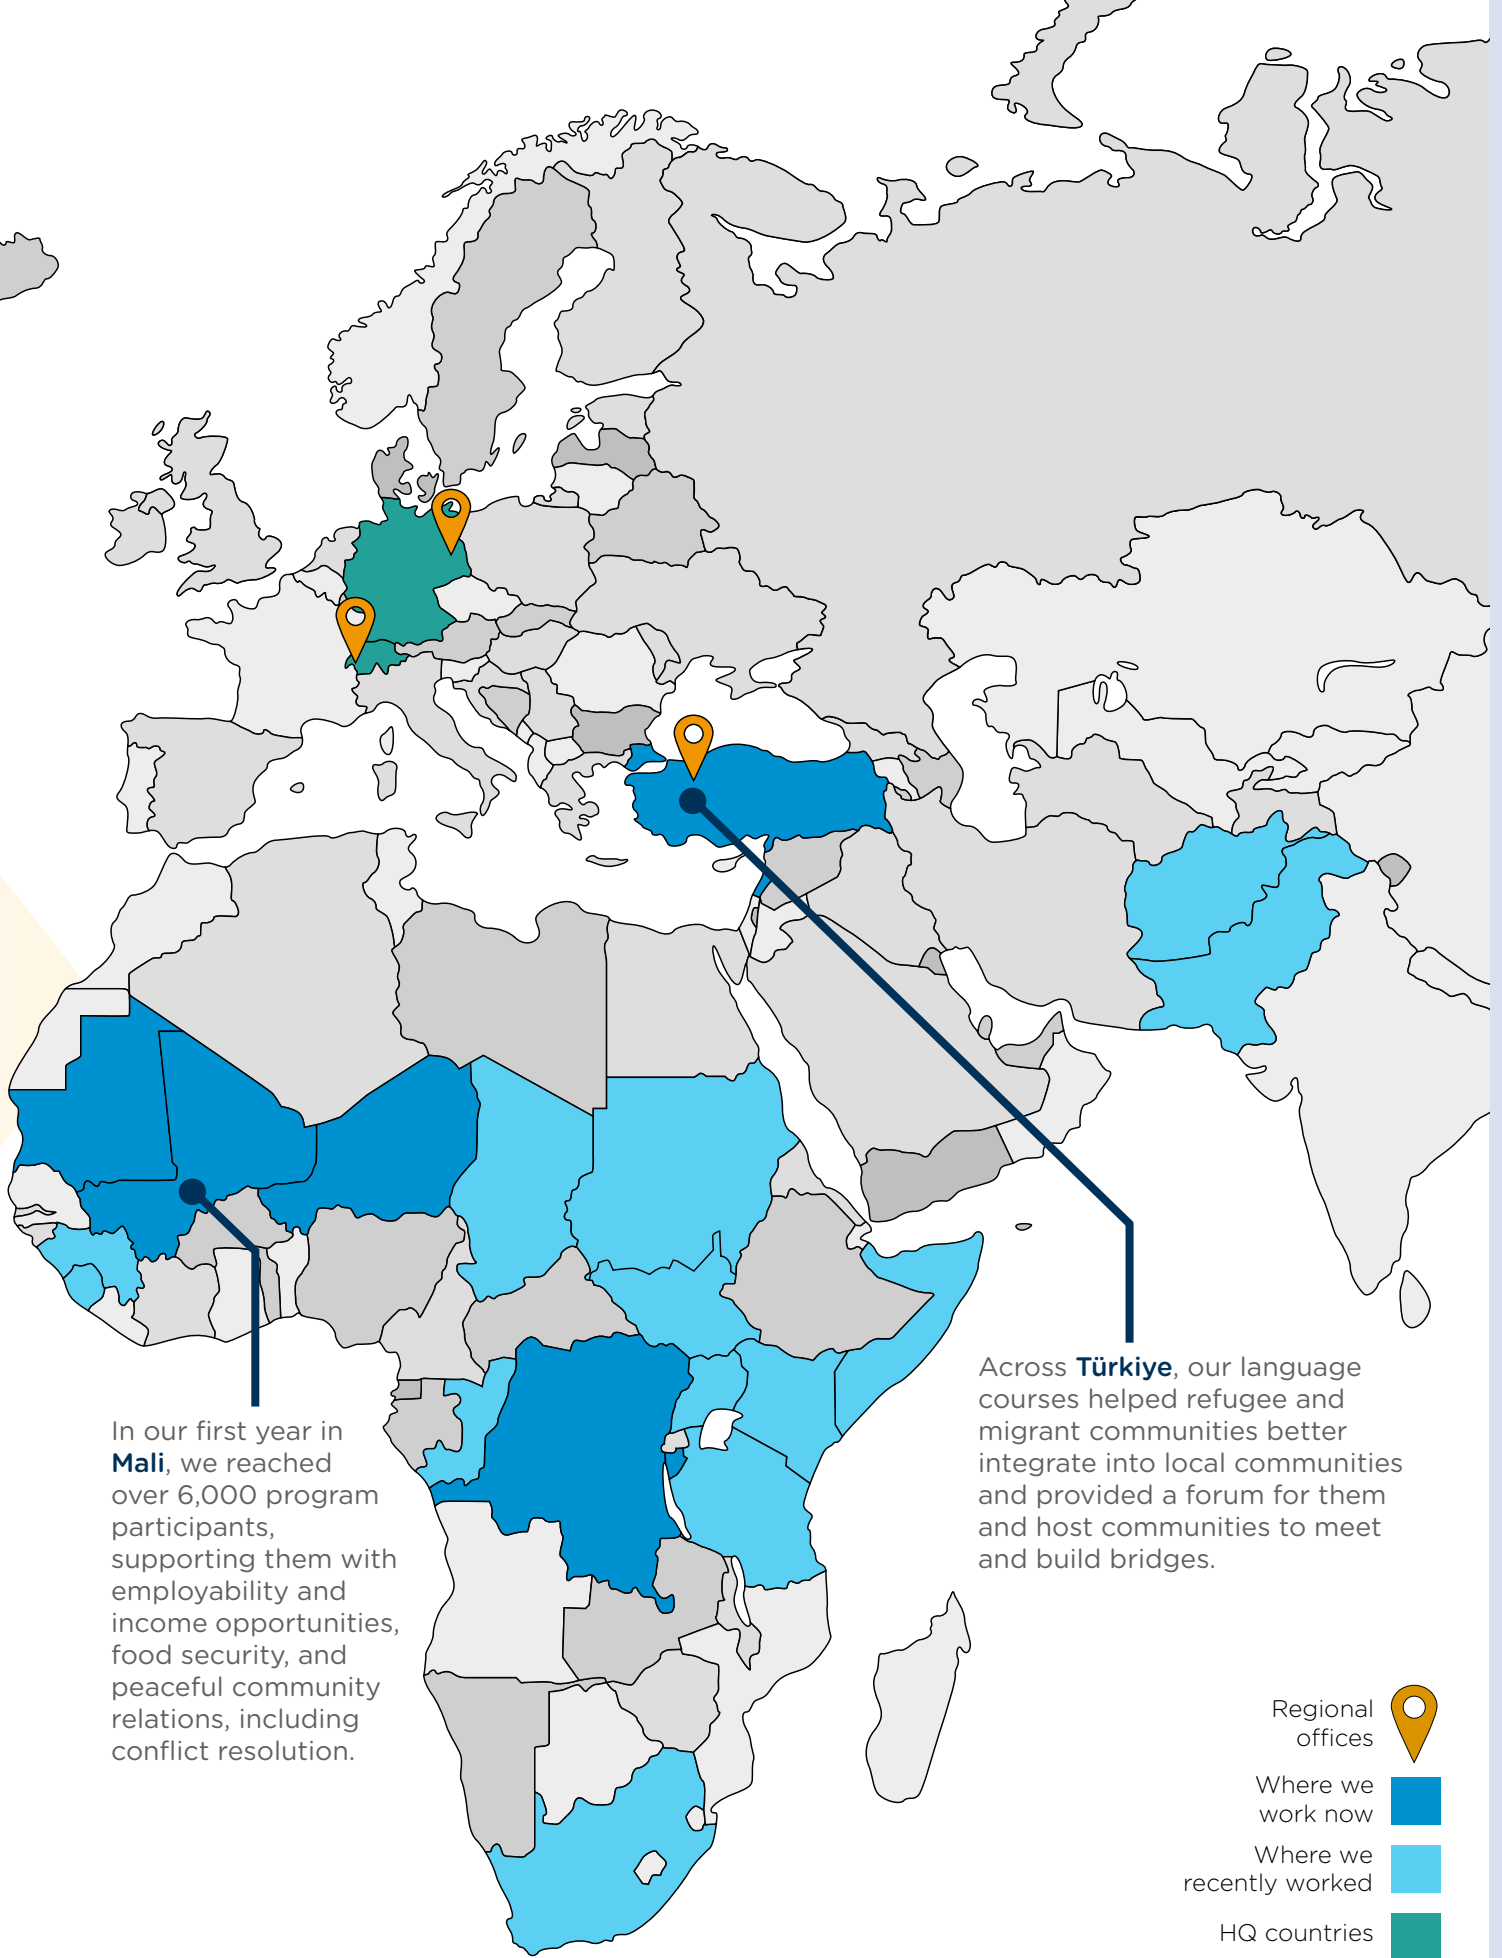 In our first year in
Mali, we reached
over 6,000 program
participants,
supporting them with
employability and
income opportunities,
food security, and
peaceful community
relations, including
conflict resolution.
Across Türkiye, our language
courses helped refugee and
migrant communities better
integrate into local communities
and provided a forum for them
and host communities to meet
and build bridges.
Regional
offices
Where we
work now
Where we
recently worked
HQ countries